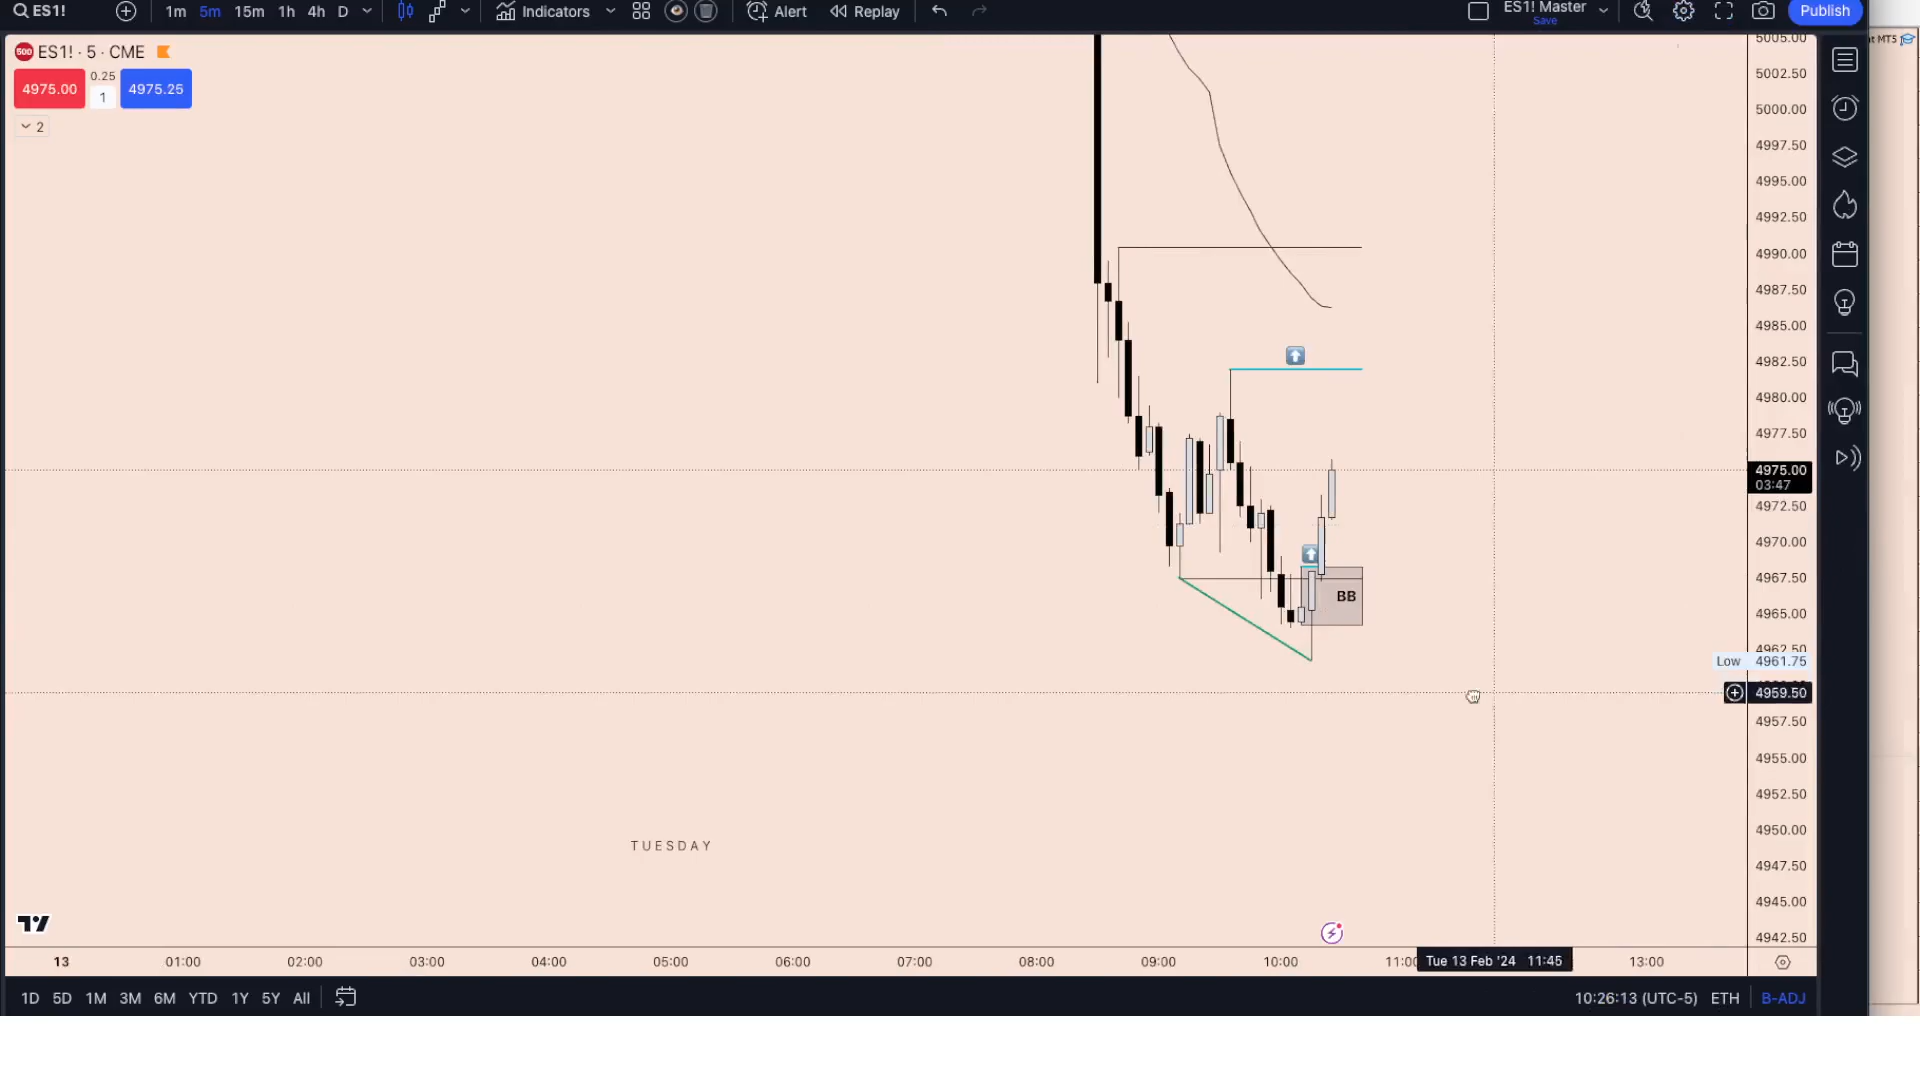 ES1!
1m 5m 15m 1h 4h D Indicators Alert Replay ES1! Master Save Publish
500 ES1! · 5 · CME
4975.00 0.25 1 4975.25
2
t MT5
5005.00
5002.50
5000.00
4997.50
4995.00
4992.50
4990.00
4987.50
4985.00
4982.50
4980.00
4977.50
4975.00
03:47
4972.50
4970.00
4967.50
BB
4965.00
4962.50
Low 4961.75
4959.50
4957.50
4955.00
4952.50
4950.00
TUESDAY
4947.50
4945.00
4942.50
13 01:00 02:00 03:00 04:00 05:00 06:00 07:00 08:00 09:00 10:00 11:00 Tue 13 Feb '24 11:45 13:00
1D 5D 1M 3M 6M YTD 1Y 5Y All 10:26:13 (UTC-5) ETH B-ADJ